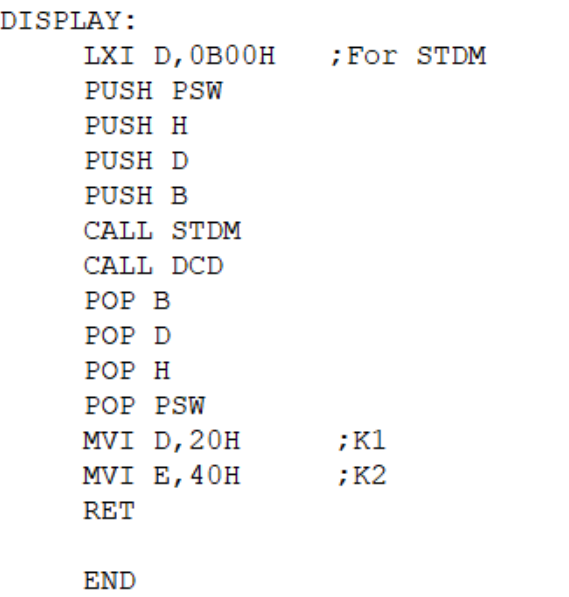 DISPLAY:
LXI D,0B00H ;For STDM
PUSH PSW
PUSH H
PUSH D
PUSH B
CALL STDM
CALL DCD
POP B
POP D
POP H
POP PSW
MVI D,20H ;K1
MVI E,40H ;K2
RET
END